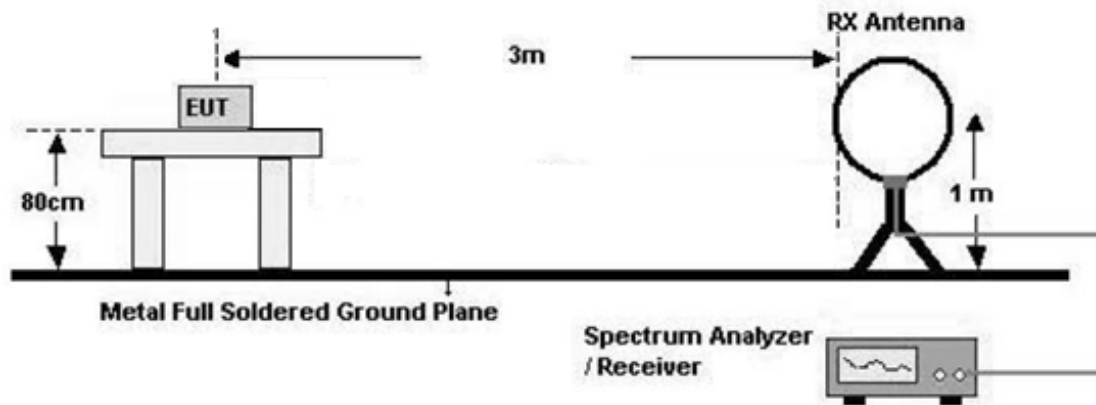 RX Antenna
3m
EUT
80cm
1 m
Metal Full Soldered Ground Plane
Spectrum Analyzer
/ Receiver